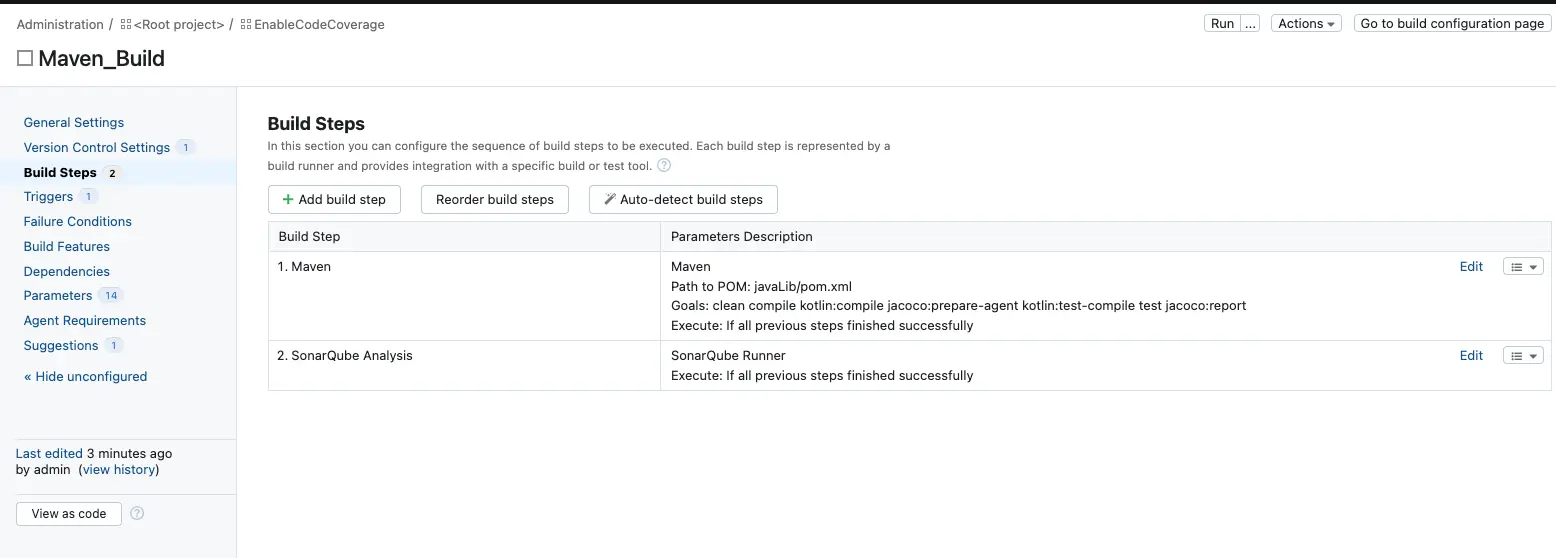 Administration / <Root project> / EnableCodeCoverage
Run ... Actions Go to build configuration page
Maven_Build
General Settings
Version Control Settings 1
Build Steps 2
Triggers 1
Failure Conditions
Build Features
Dependencies
Parameters 14
Agent Requirements
Suggestions 1
« Hide unconfigured
Last edited 3 minutes ago
by admin (view history)
View as code ?
Build Steps
In this section you can configure the sequence of build steps to be executed. Each build step is represented by a
build runner and provides integration with a specific build or test tool. ?
+ Add build step Reorder build steps Auto-detect build steps
Build Step Parameters Description
1. Maven Maven Edit
Path to POM: javaLib/pom.xml
Goals: clean compile kotlin:compile jacoco:prepare-agent kotlin:test-compile test jacoco:report
Execute: If all previous steps finished successfully
2. SonarQube Analysis SonarQube Runner Edit
Execute: If all previous steps finished successfully